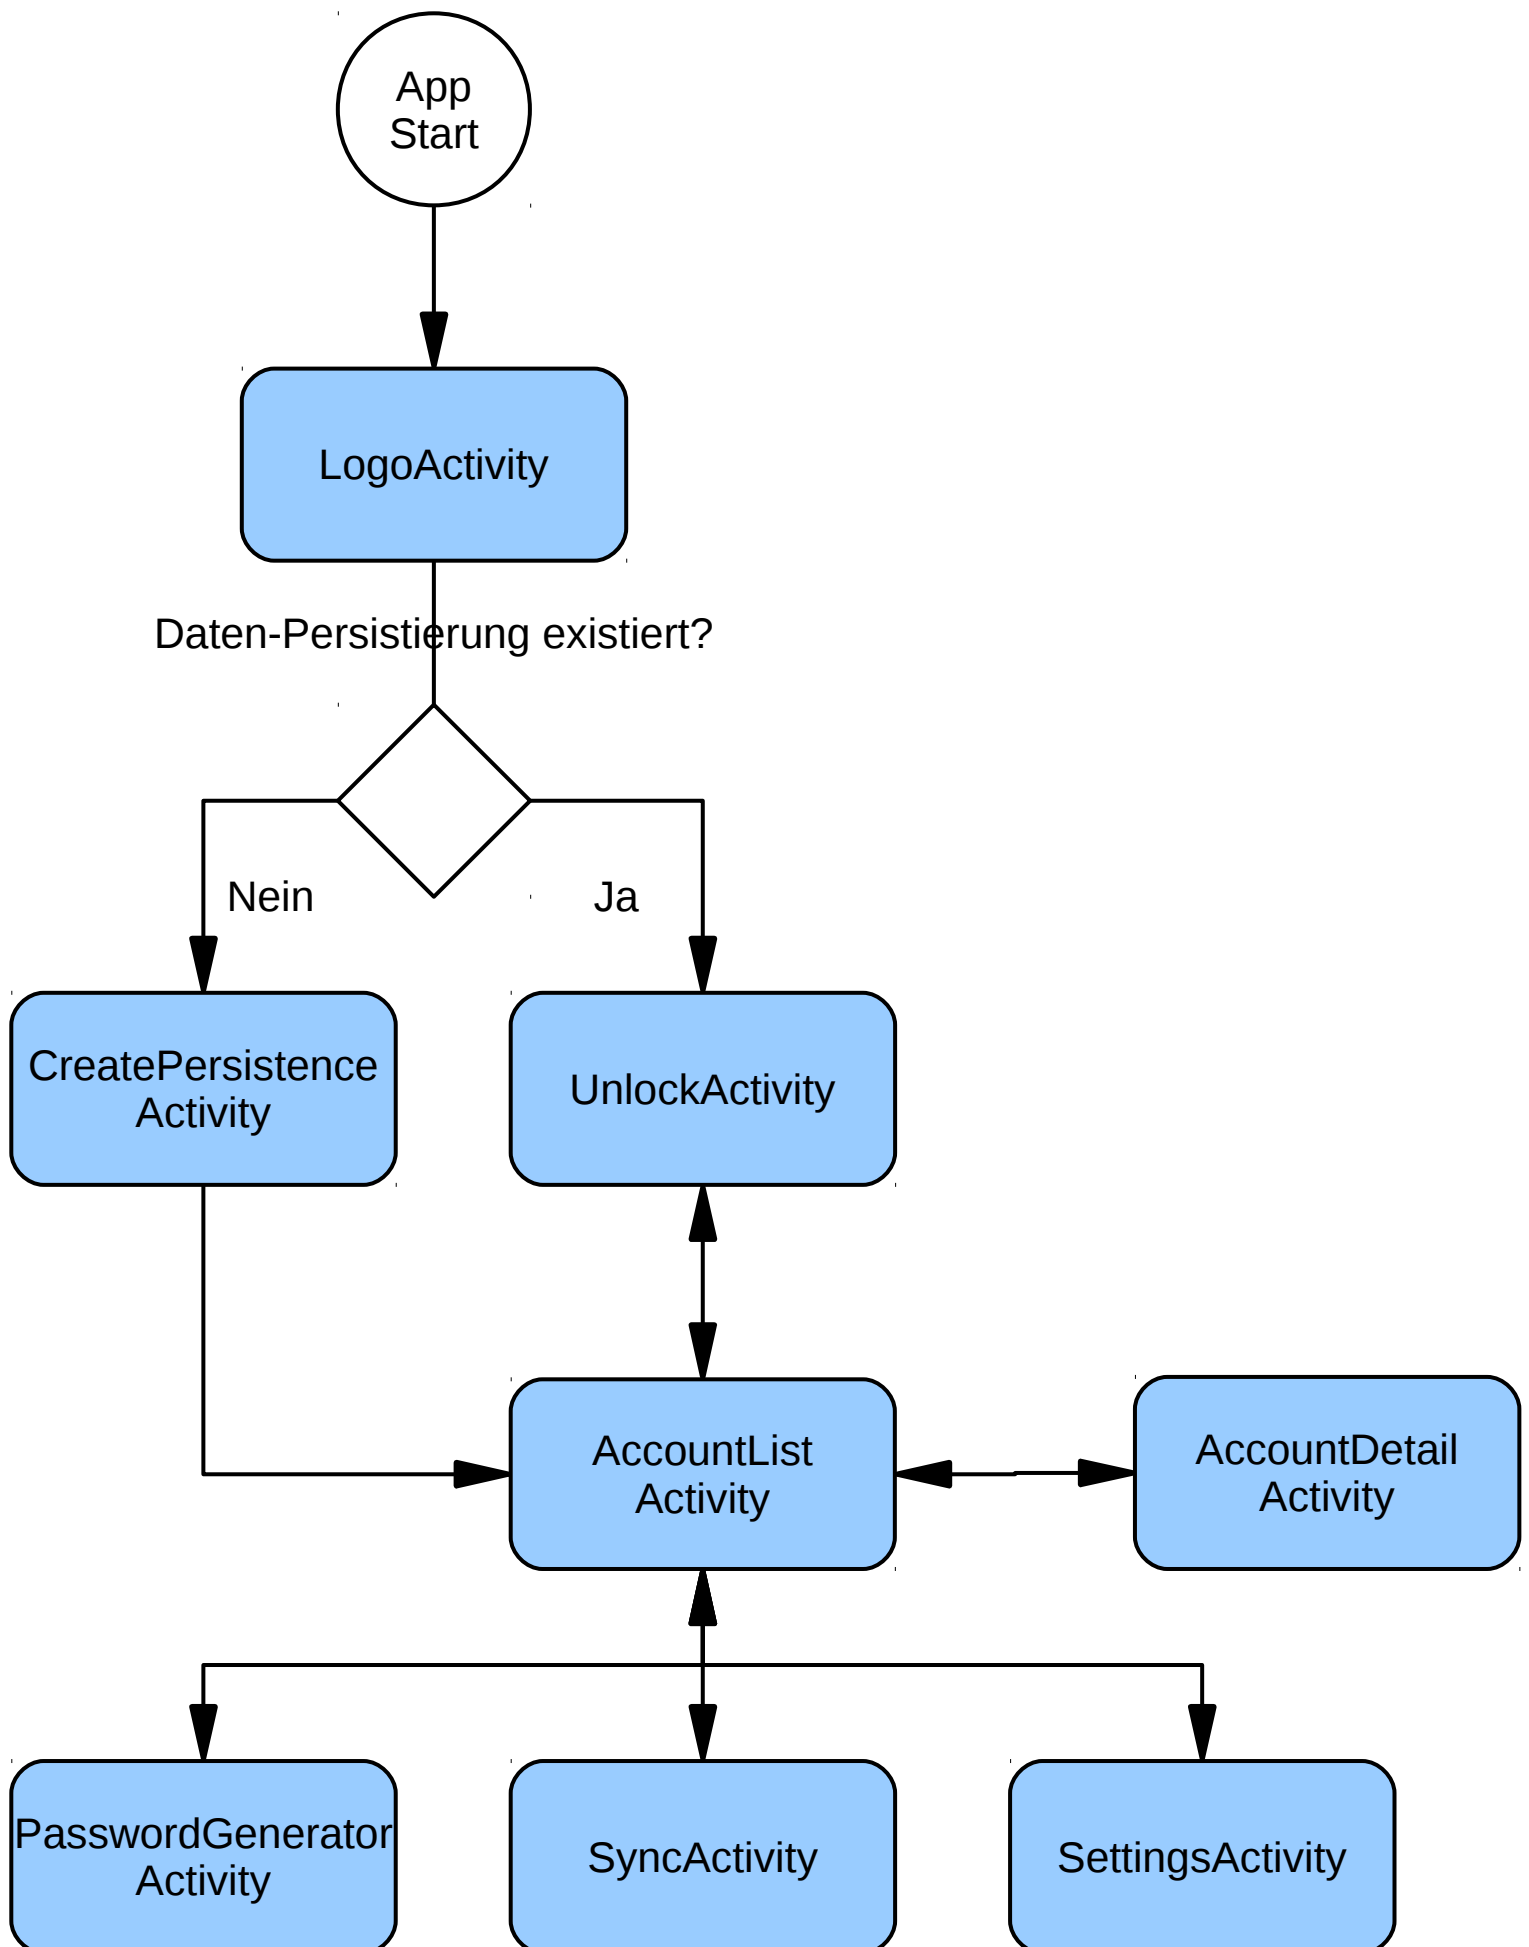 App
Start
LogoActivity
Daten-Persistierung existiert?
Nein
Ja
CreatePersistence
Activity
UnlockActivity
AccountList
Activity
AccountDetail
Activity
PasswordGenerator
Activity
SyncActivity
SettingsActivity